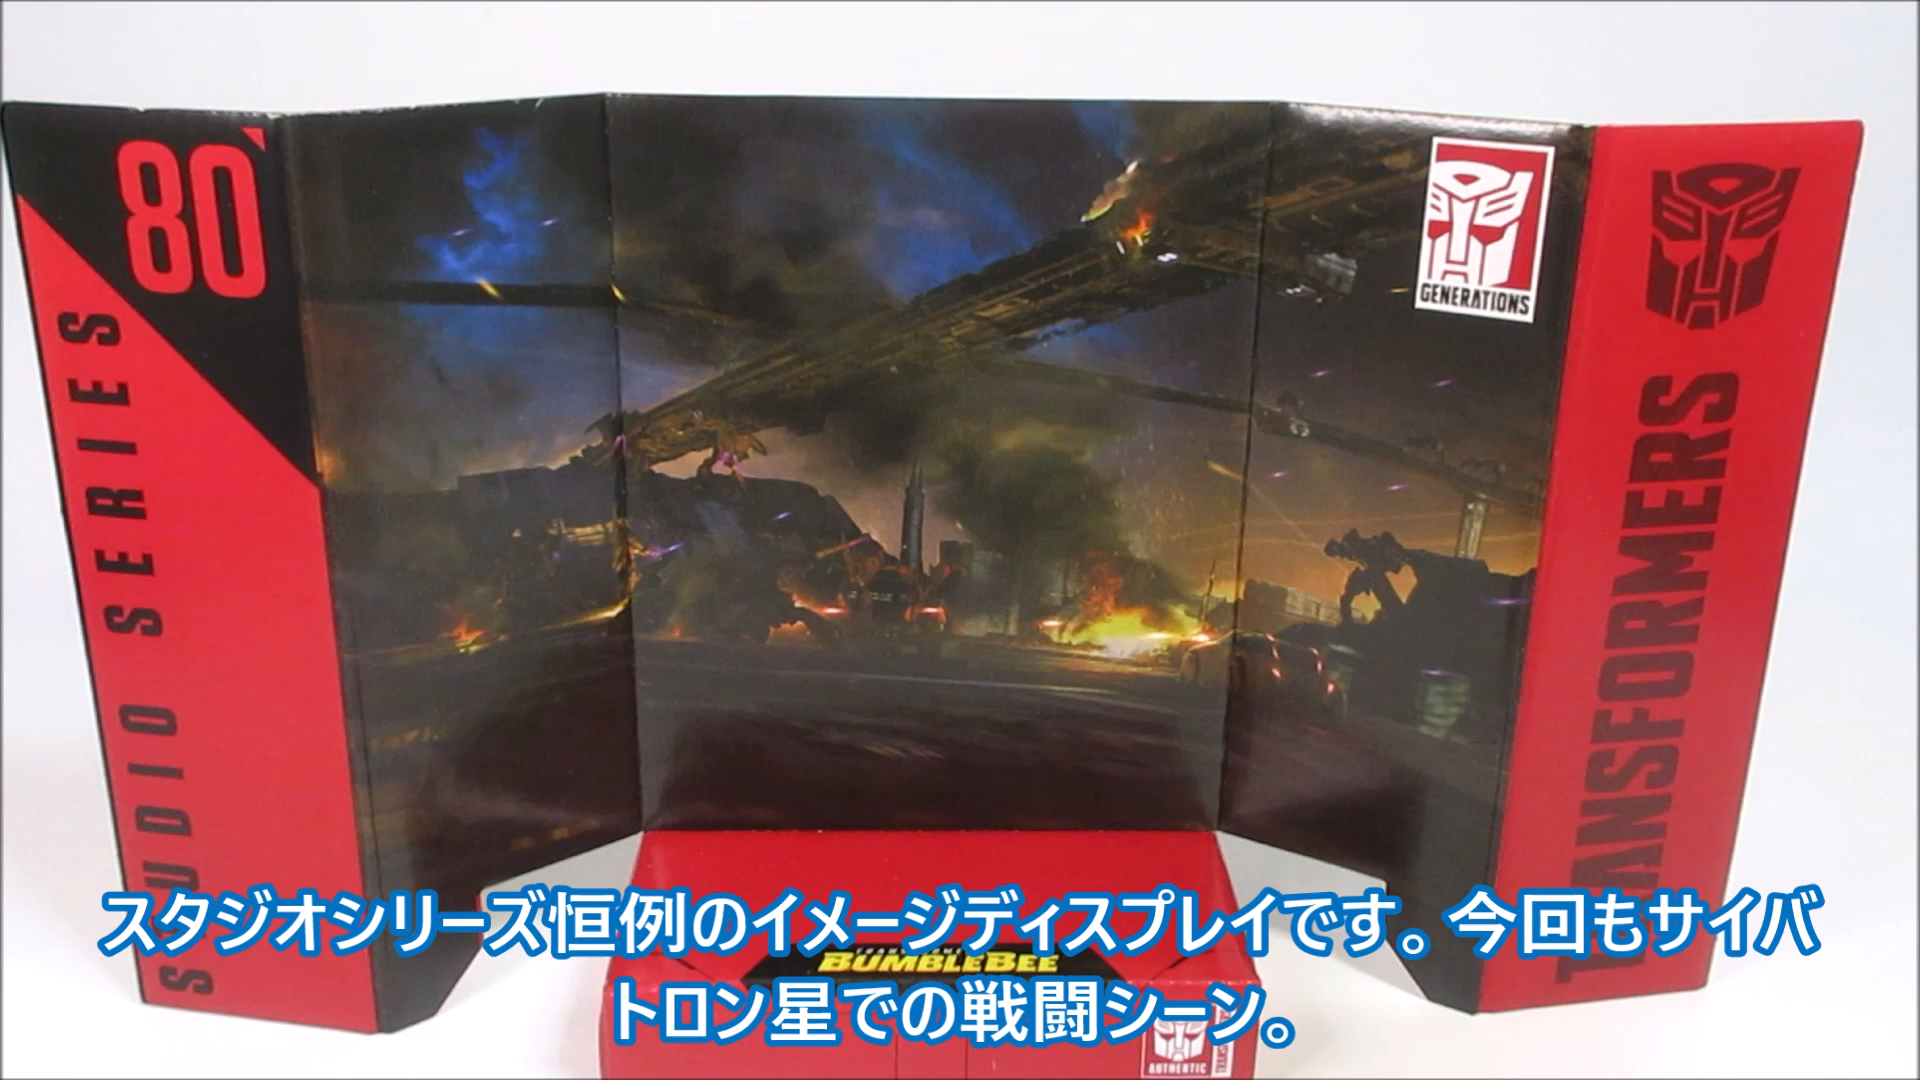 80
STUDIO SERIES
GENERATIONS
TRANSFORMERS
BUMBLEBEE
AUTHENTIC
スタジオシリーズ恒例のイメージディスプレイです。今回もサイバ
トロン星での戦闘シーン。